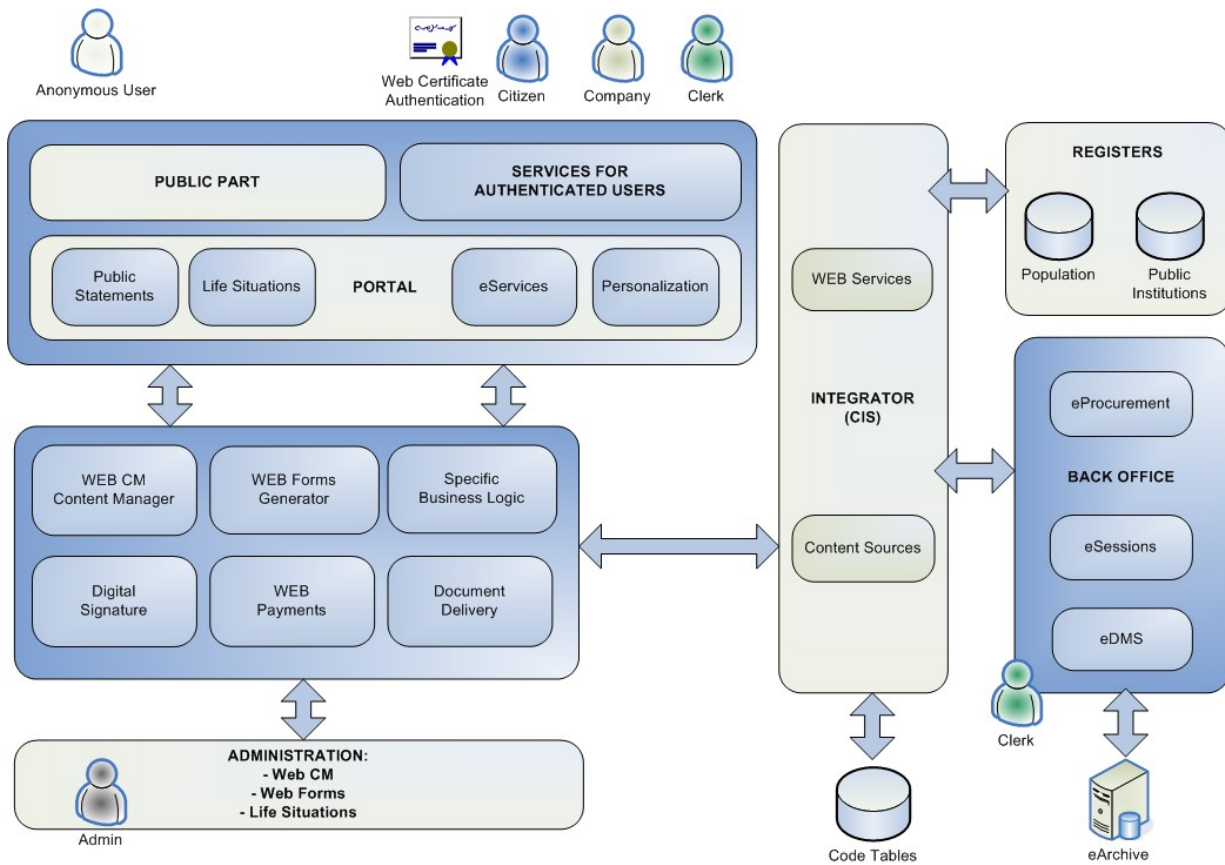 Anonymous User
Web Certificate
Authentication
Citizen
Company
Clerk
PUBLIC PART
SERVICES FOR
AUTHENTICATED USERS
Public
Statements
Life Situations
PORTAL
eServices
Personalization
WEB CM
Content Manager
WEB Forms
Generator
Specific
Business Logic
Digital
Signature
WEB
Payments
Document
Delivery
ADMINISTRATION:
- Web CM
- Web Forms
- Life Situations
Admin
WEB Services
INTEGRATOR
(CIS)
Content Sources
Code Tables
REGISTERS
Population
Public
Institutions
eProcurement
BACK OFFICE
eSessions
eDMS
Clerk
eArchive